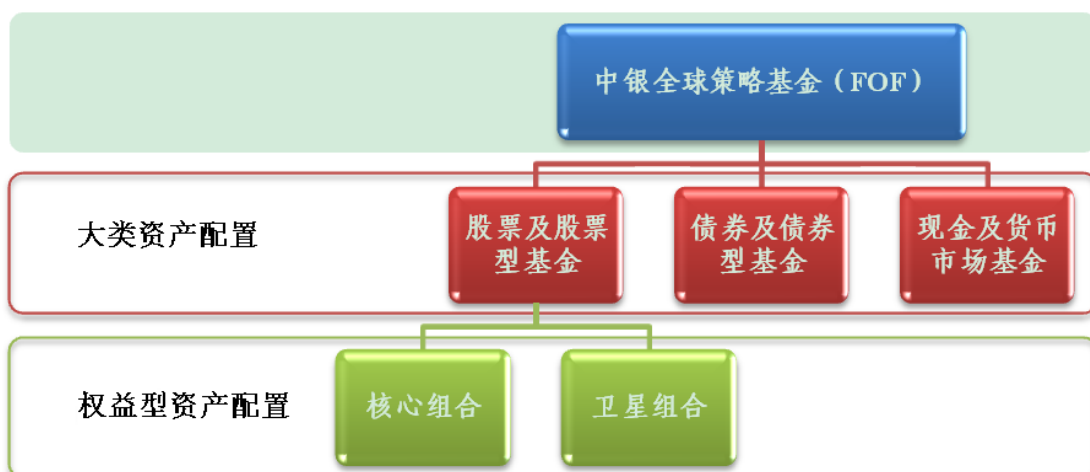 中银全球策略基金（FOF）
大类资产配置
股票及股票
型基金
债券及债券
型基金
现金及货币
市场基金
权益型资产配置
核心组合
卫星组合